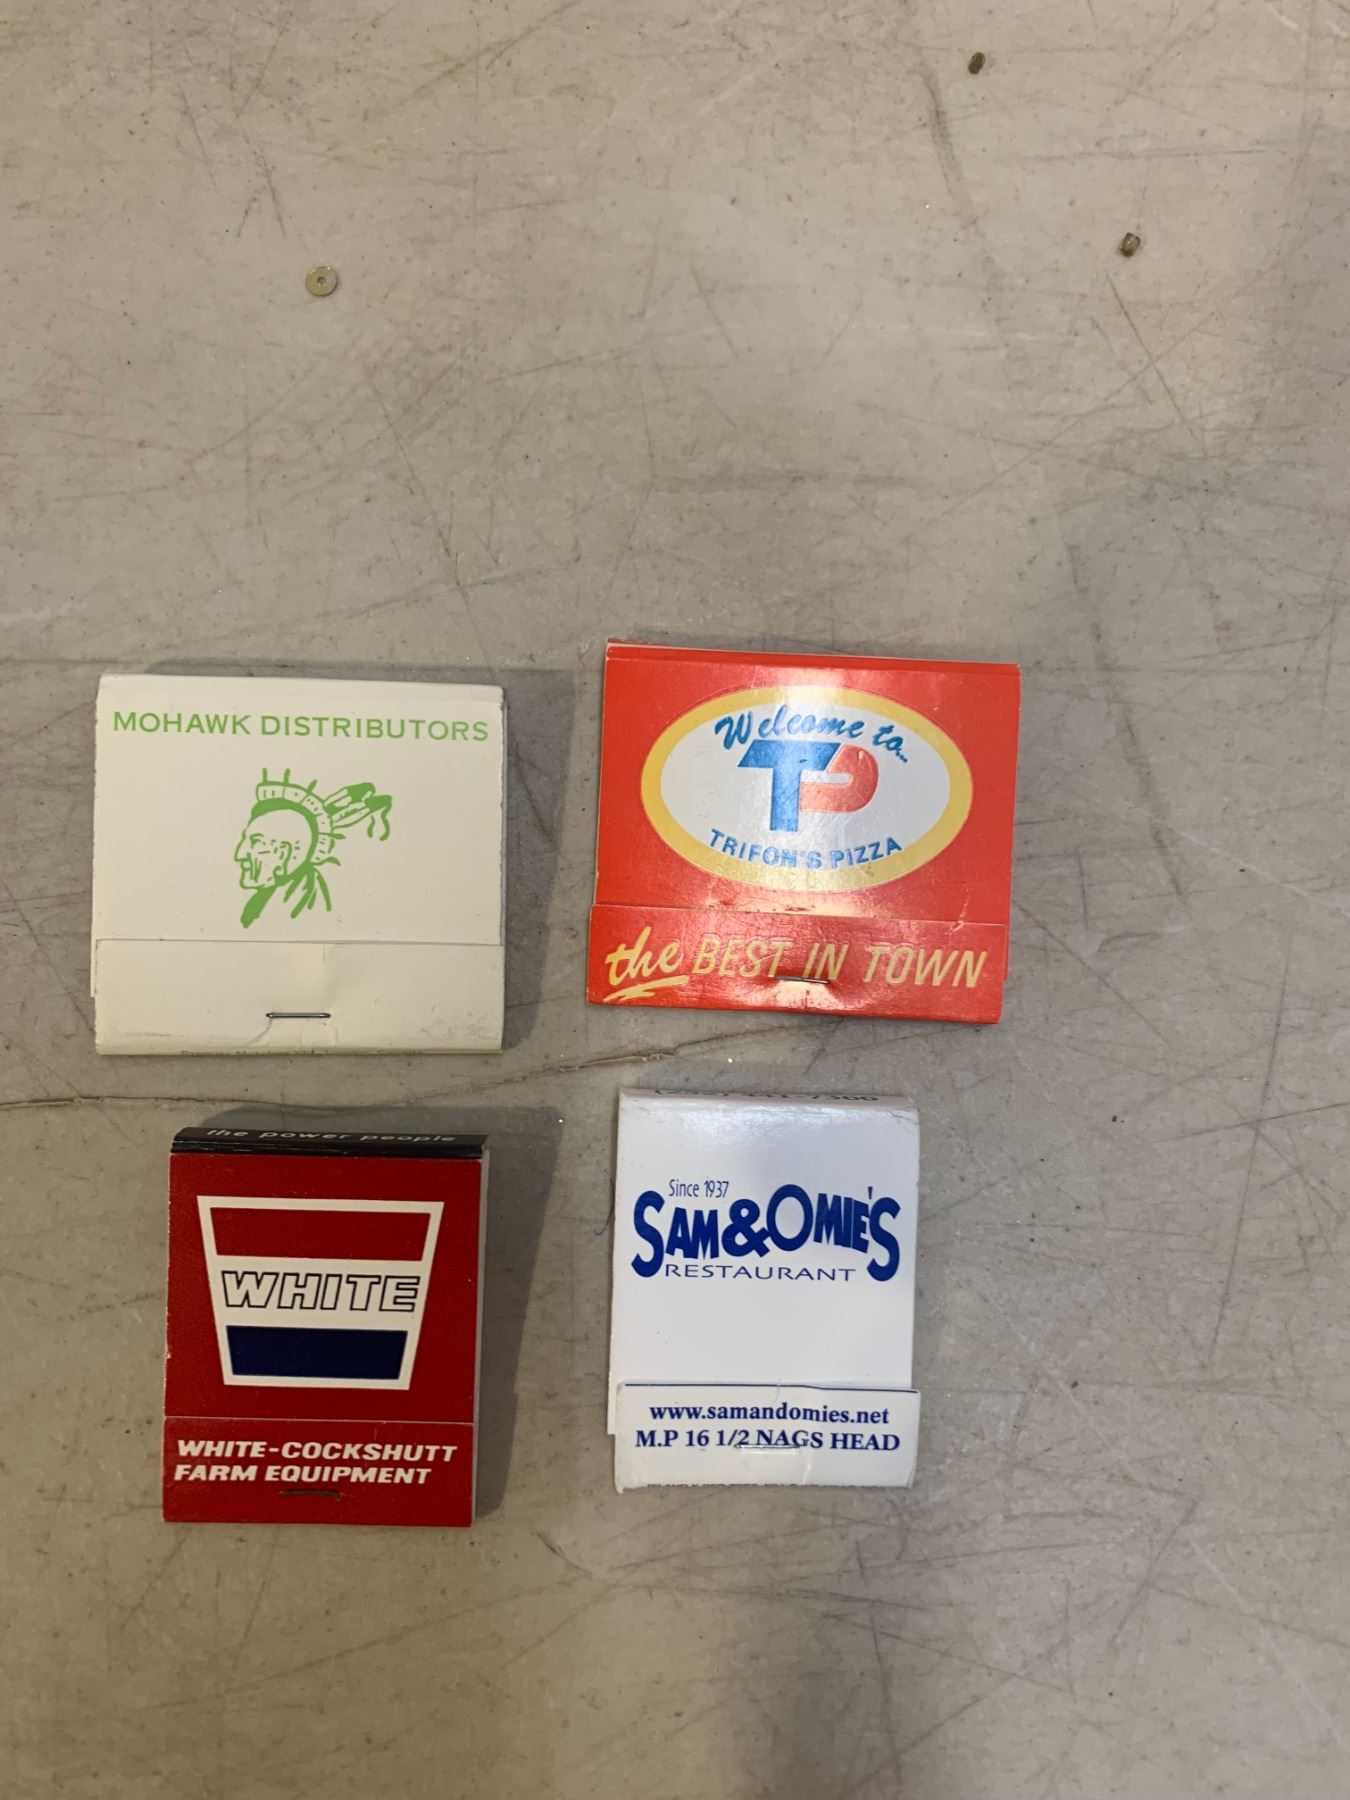 MOHAWK DISTRIBUTORS
Welcome to...
TP
TRIFON'S PIZZA
the BEST IN TOWN
the power people
WHITE
WHITE-COCKSHUTT
FARM EQUIPMENT
Since 1937
SAM & OMIE'S
RESTAURANT
www.samandomies.net
M.P 16 1/2 NAGS HEAD